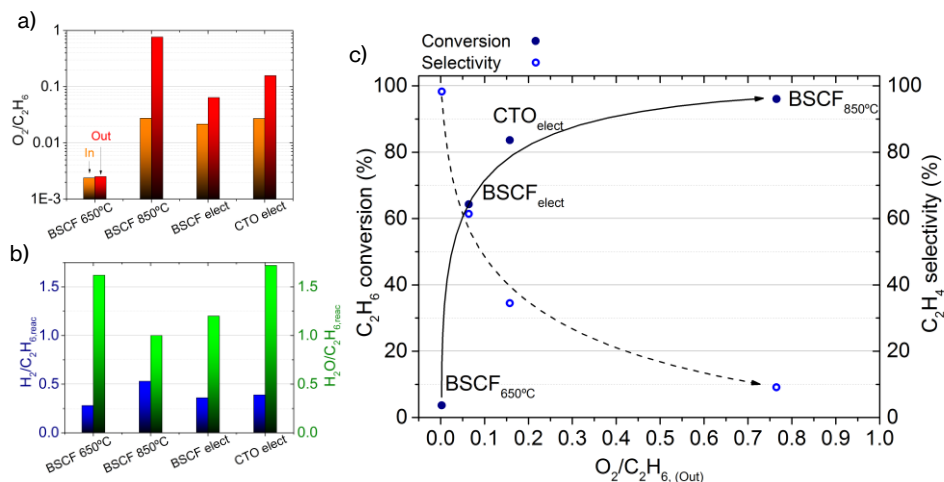 a)
O2/C2H6
1
0.1
0.01
1E-3
In
Out
BSCF 650ºC
BSCF 850ºC
BSCF elect
CTO elect
b)
H2/C2H6,reac
1.5
1.0
0.5
0.0
H2O/C2H6,reac
1.5
1.0
0.5
0.0
BSCF 650ºC
BSCF 850ºC
BSCF elect
CTO elect
c)
Conversion
Selectivity
C2H6 conversion (%)
100
80
60
40
20
0
C2H4 selectivity (%)
100
80
60
40
20
0
BSCF850ºC
CTOelect
BSCFelect
BSCF650ºC
0.0 0.1 0.2 0.3 0.4 0.5 0.6 0.7 0.8 0.9 1.0
O2/C2H6, (Out)